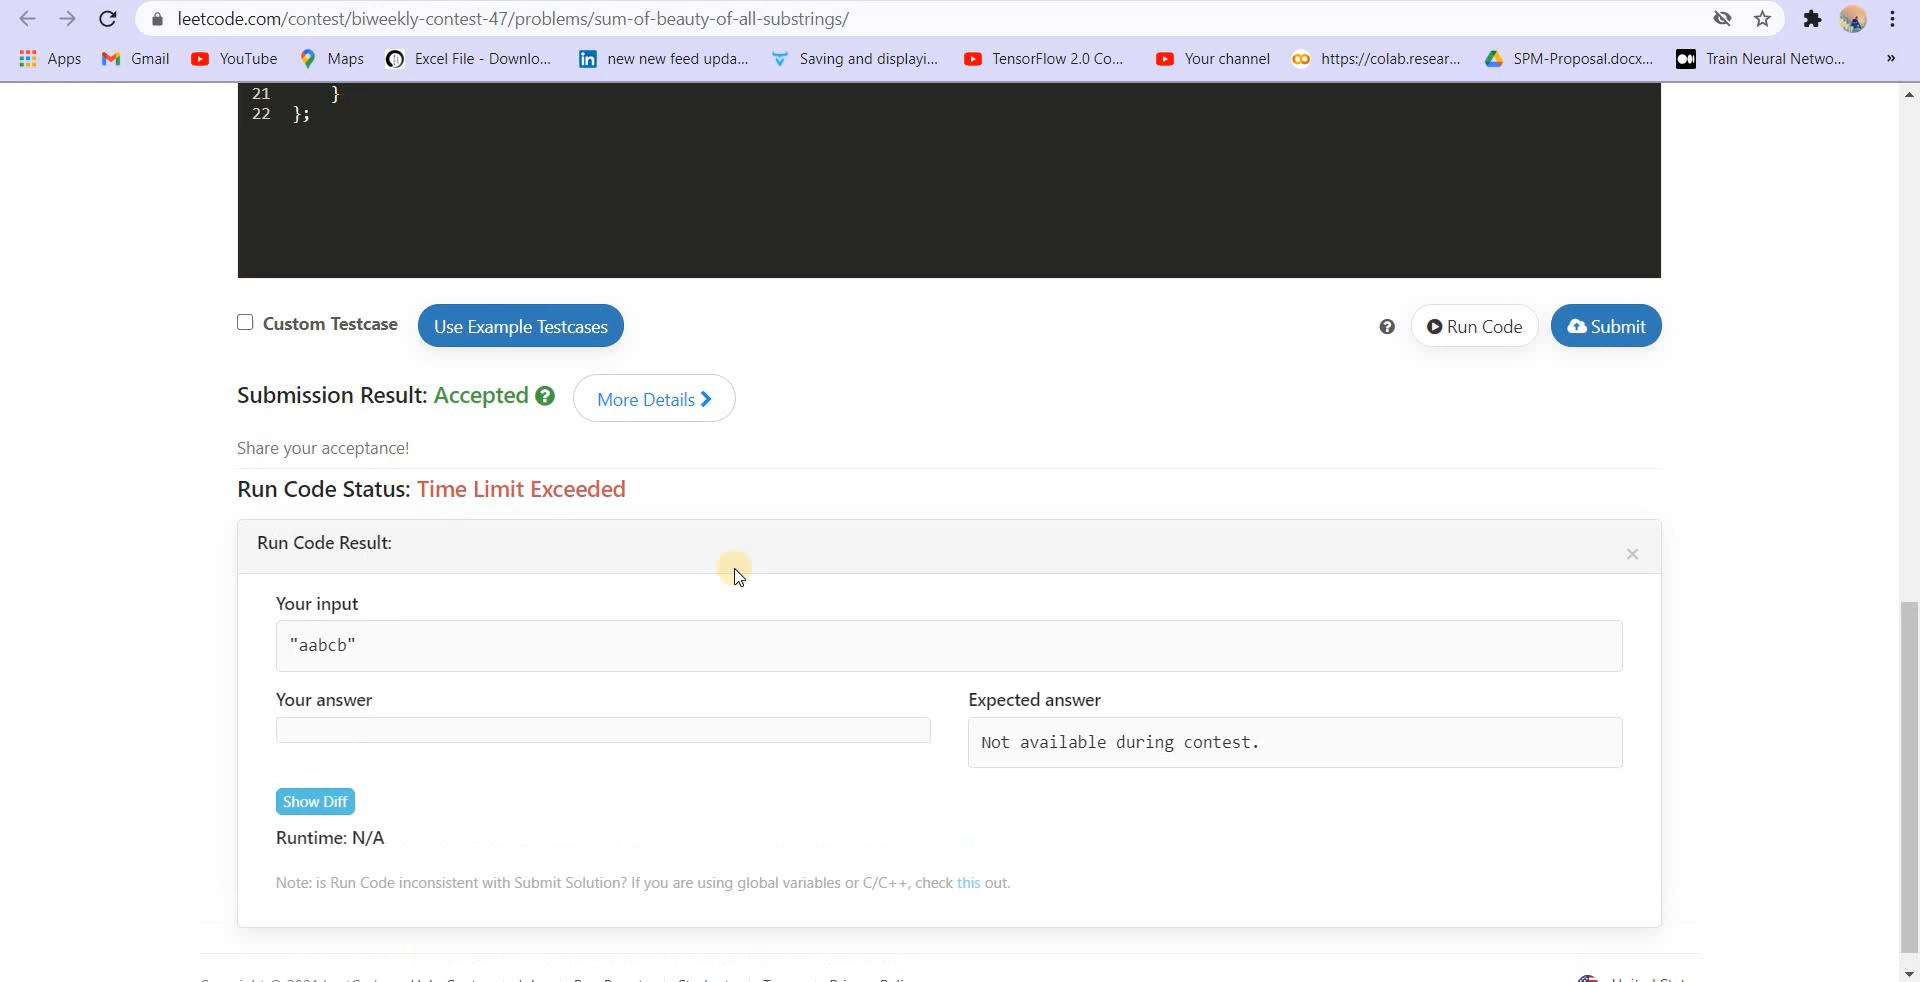 leetcode.com/contest/biweekly-contest-47/problems/sum-of-beauty-of-all-substrings/
Apps Gmail YouTube Maps Excel File - Downlo... new new feed upda... Saving and displayi... TensorFlow 2.0 Co... Your channel https://colab.resear... SPM-Proposal.docx... Train Neural Netwo... »
21 }
22 };
Custom Testcase Use Example Testcases Run Code Submit
Submission Result: Accepted More Details
Share your acceptance!
Run Code Status: Time Limit Exceeded
Run Code Result:
Your input
"aabcb"
Your answer Expected answer
Not available during contest.
Show Diff
Runtime: N/A
Note: is Run Code inconsistent with Submit Solution? If you are using global variables or C/C++, check this out.